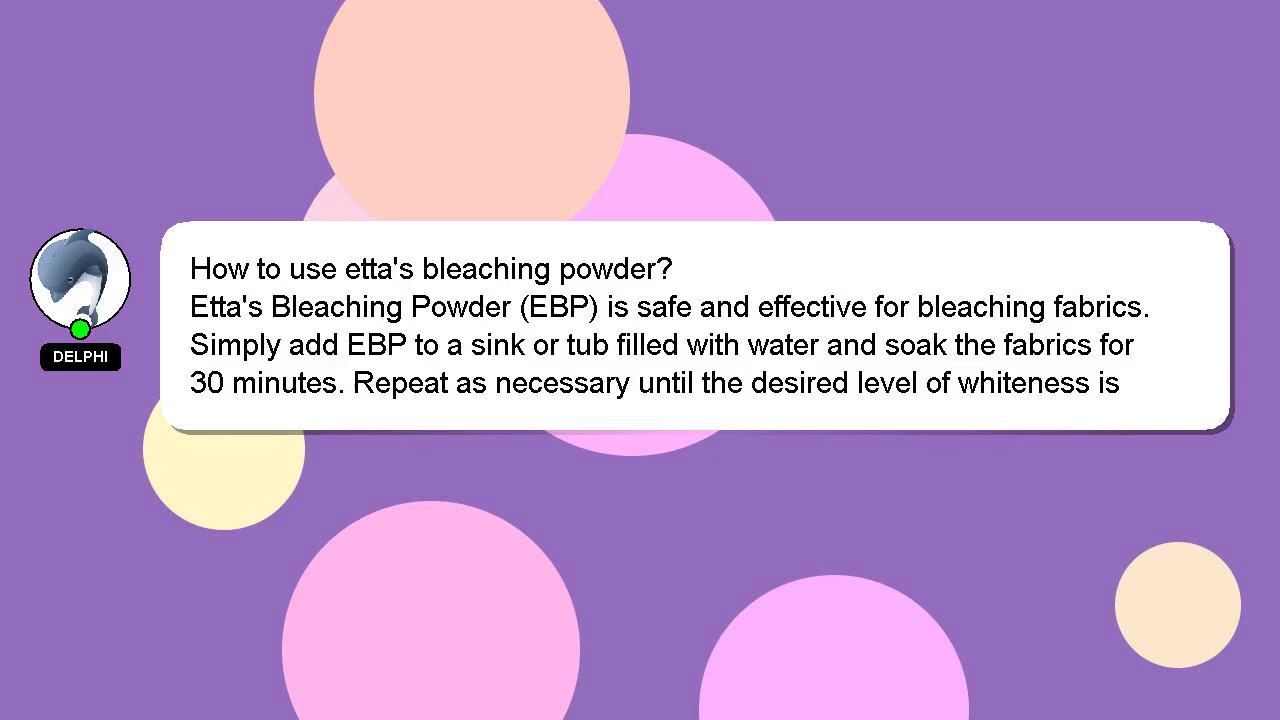 How to use etta's bleaching powder?
Etta's Bleaching Powder (EBP) is safe and effective for bleaching fabrics.
Simply add EBP to a sink or tub filled with water and soak the fabrics for
30 minutes. Repeat as necessary until the desired level of whiteness is
DELPHI